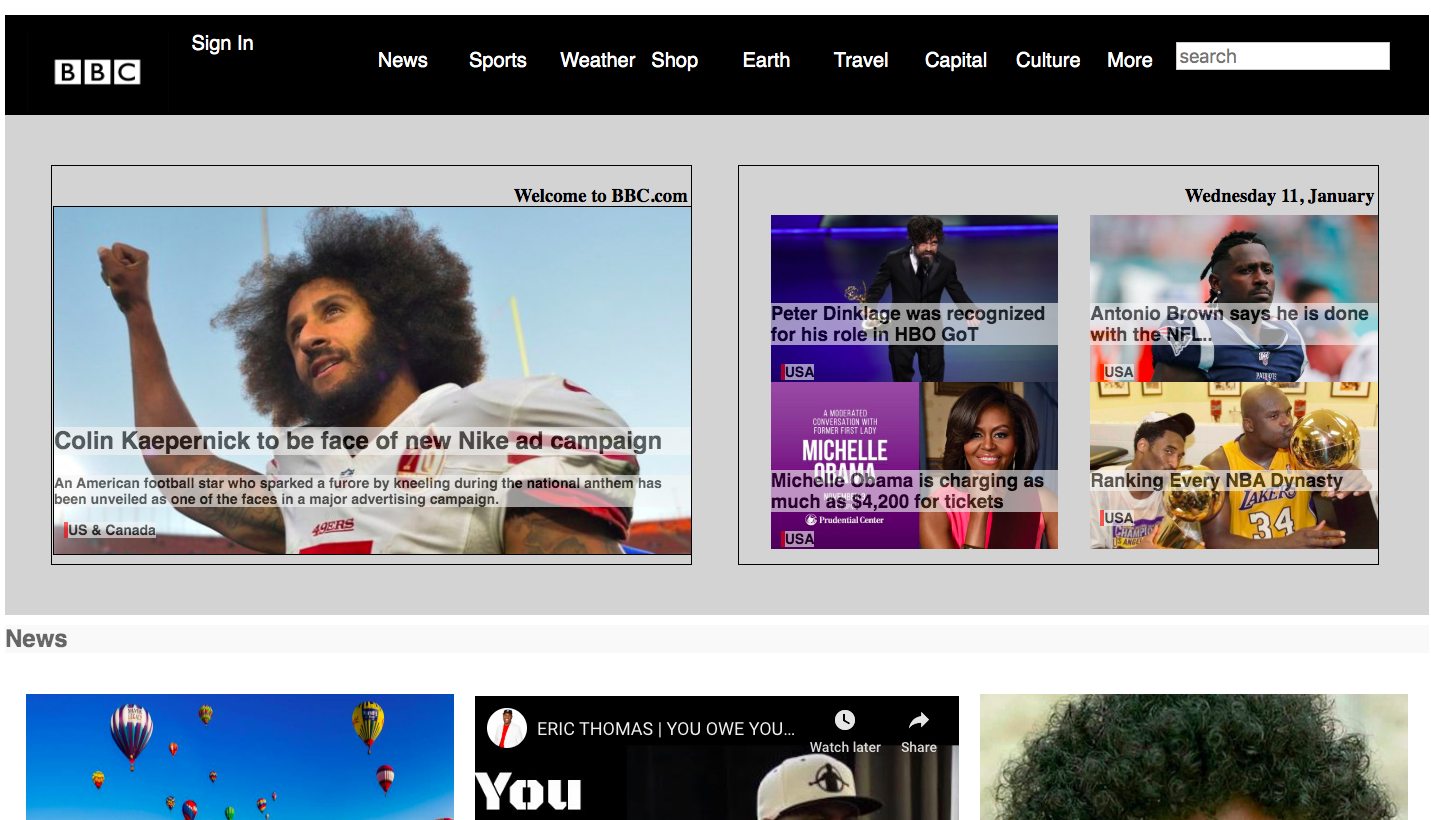 BBC
Sign In
News
Sports
Weather
Shop
Earth
Travel
Capital
Culture
More
search
Welcome to BBC.com
Colin Kaepernick to be face of new Nike ad campaign
An American football star who sparked a furore by kneeling during the national anthem has
been unveiled as one of the faces in a major advertising campaign.
49ERS
US & Canada
Wednesday 11, January
Peter Dinklage was recognized
for his role in HBO GoT
USA
Antonio Brown says he is done
with the NFL..
PATRIOTS
USA
A MODERATED
CONVERSATION WITH
FORMER FIRST LADY
MICHELLE
OBAMA
Michelle Obama is charging as
much as $4,200 for tickets
Prudential Center
USA
Ranking Every NBA Dynasty
LAKERS
34
USA
News
ERIC THOMAS | YOU OWE YOU...
Watch later
Share
You